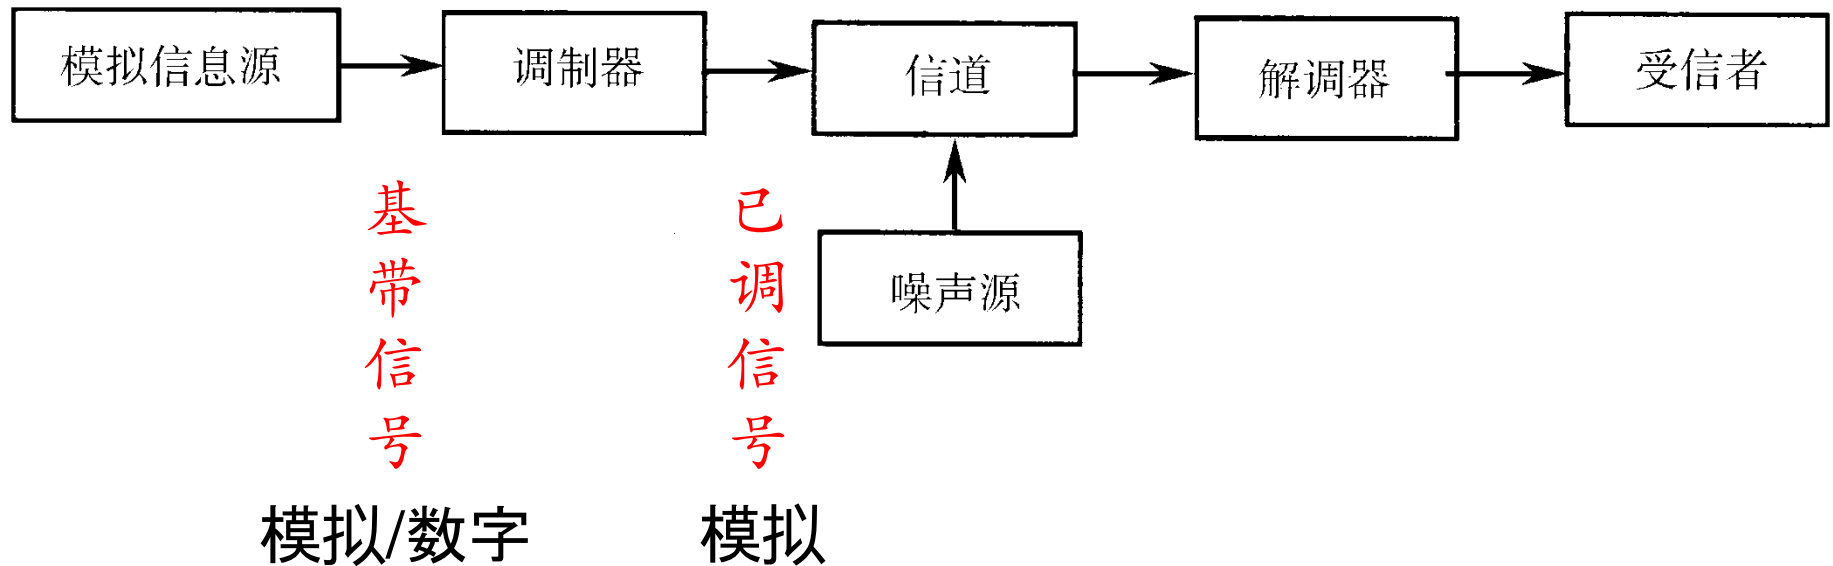 模拟信息源
调制器
信道
解调器
受信者
噪声源
基带信号
已调信号
模拟/数字
模拟